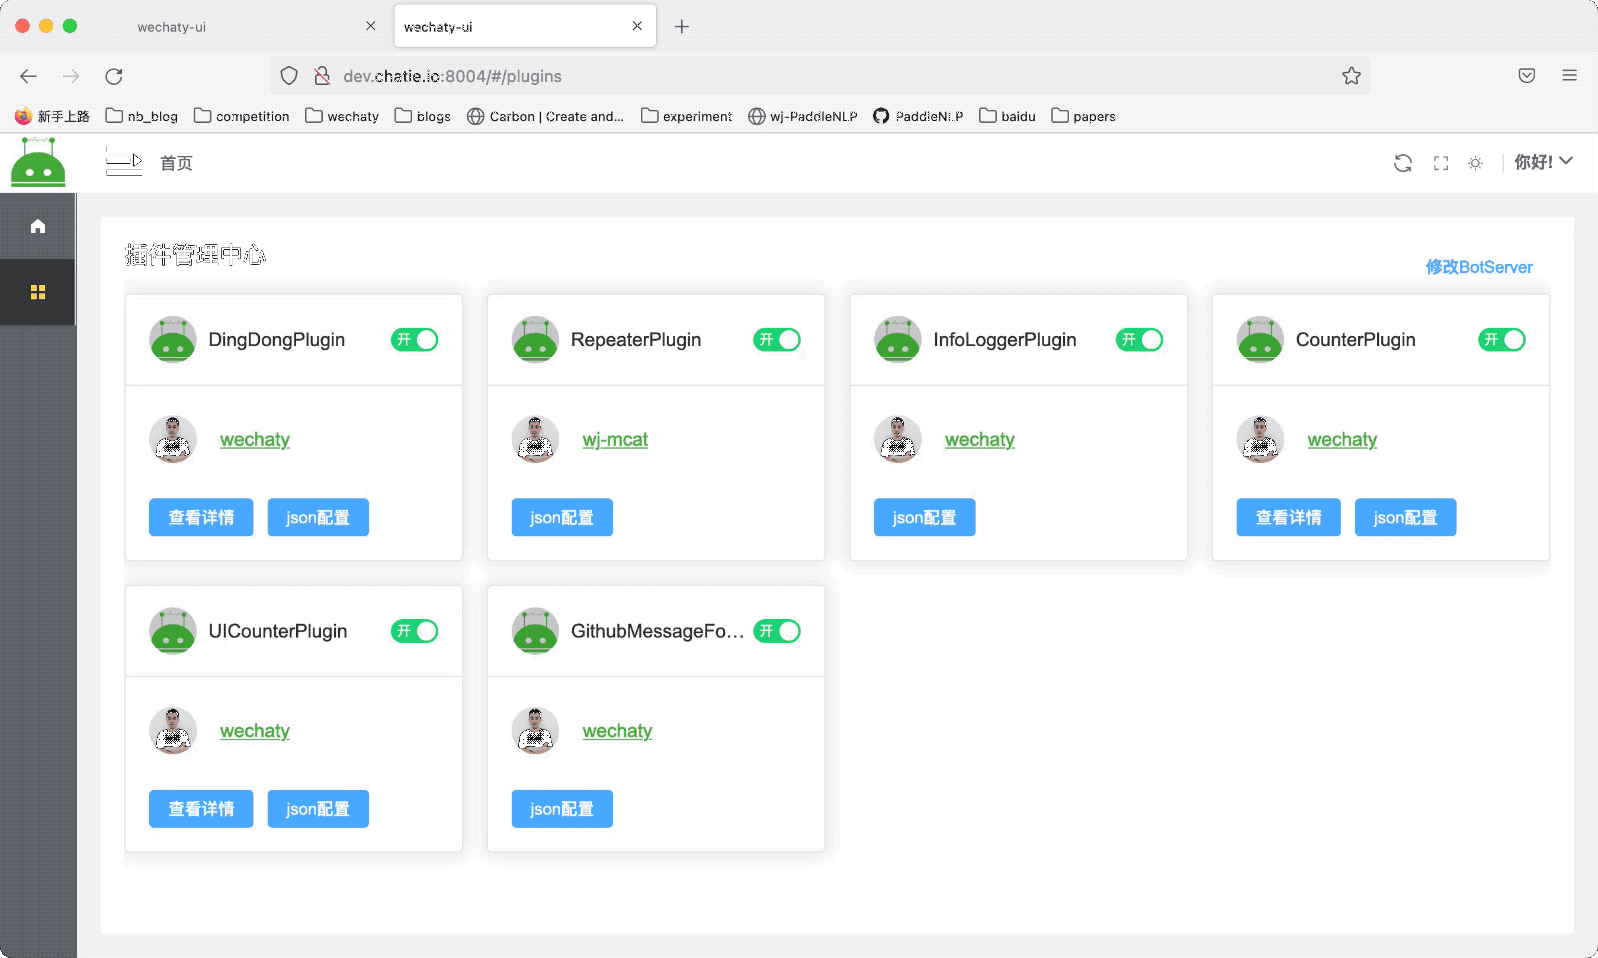 wechaty-ui
wechaty-ui
dev.chatie.io:8004/#/plugins
新手上路 nb_blog competition wechaty blogs Carbon | Create and... experiment wj-PaddleNLP PaddleNLP baidu papers
首页 你好!
插件管理中心
修改BotServer
DingDongPlugin 开
wechaty
查看详情 json配置
RepeaterPlugin 开
wj-mcat
json配置
InfoLoggerPlugin 开
wechaty
json配置
CounterPlugin 开
wechaty
查看详情 json配置
UICounterPlugin 开
wechaty
查看详情 json配置
GithubMessageFo... 开
wechaty
json配置